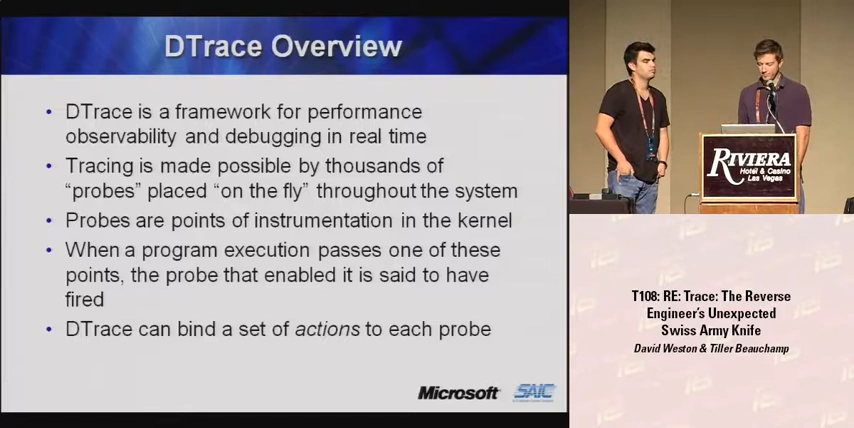 DTrace Overview
• DTrace is a framework for performance
observability and debugging in real time
• Tracing is made possible by thousands of
“probes” placed “on the fly” throughout the system
• Probes are points of instrumentation in the kernel
• When a program execution passes one of these
points, the probe that enabled it is said to have
fired
• DTrace can bind a set of actions to each probe
Microsoft
SAIC
RIVIERA
Hotel & Casino
Las Vegas
T108: RE: Trace: The Reverse
Engineer's Unexpected
Swiss Army Knife
David Weston & Tiller Beauchamp